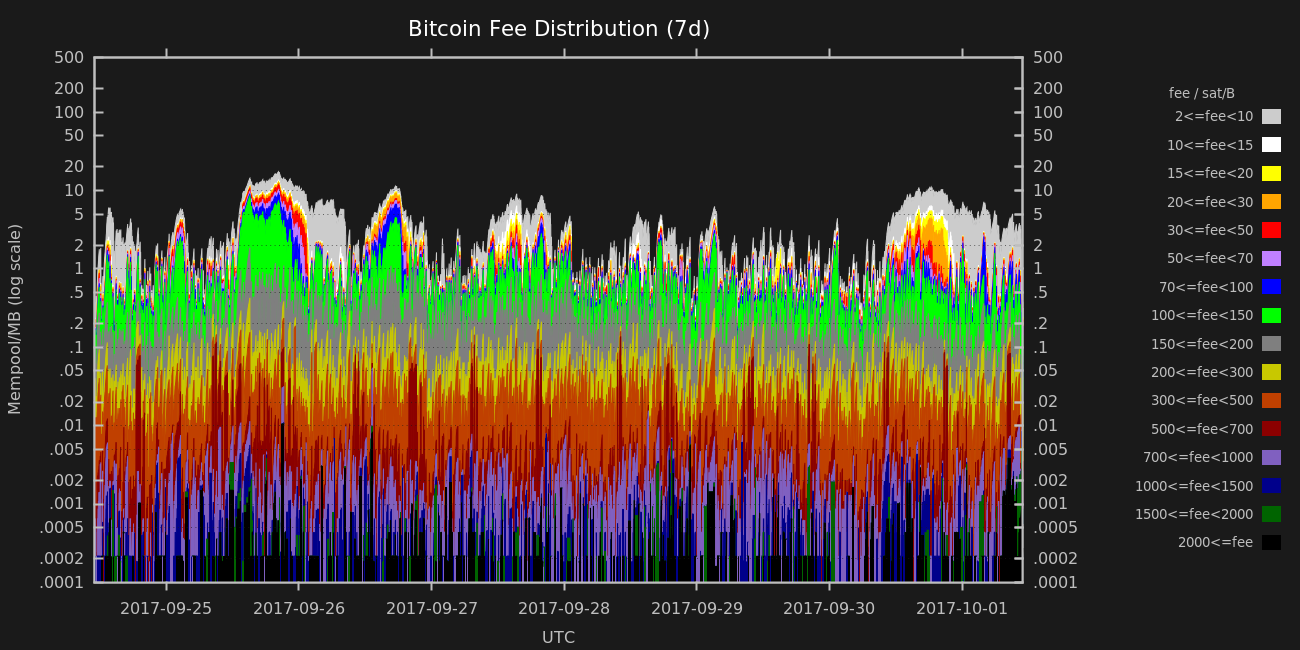 Bitcoin Fee Distribution (7d)
500
200
100
50
20
10
5
2
1
.5
.2
.1
.05
.02
.01
.005
.002
.001
.0005
.0002
.0001
Mempool/MB (log scale)
500
200
100
50
20
10
5
2
1
.5
.2
.1
.05
.02
.01
.005
.002
.001
.0005
.0002
.0001
2017-09-25
2017-09-26
2017-09-27
2017-09-28
2017-09-29
2017-09-30
2017-10-01
UTC
fee / sat/B
2<=fee<10
10<=fee<15
15<=fee<20
20<=fee<30
30<=fee<50
50<=fee<70
70<=fee<100
100<=fee<150
150<=fee<200
200<=fee<300
300<=fee<500
500<=fee<700
700<=fee<1000
1000<=fee<1500
1500<=fee<2000
2000<=fee